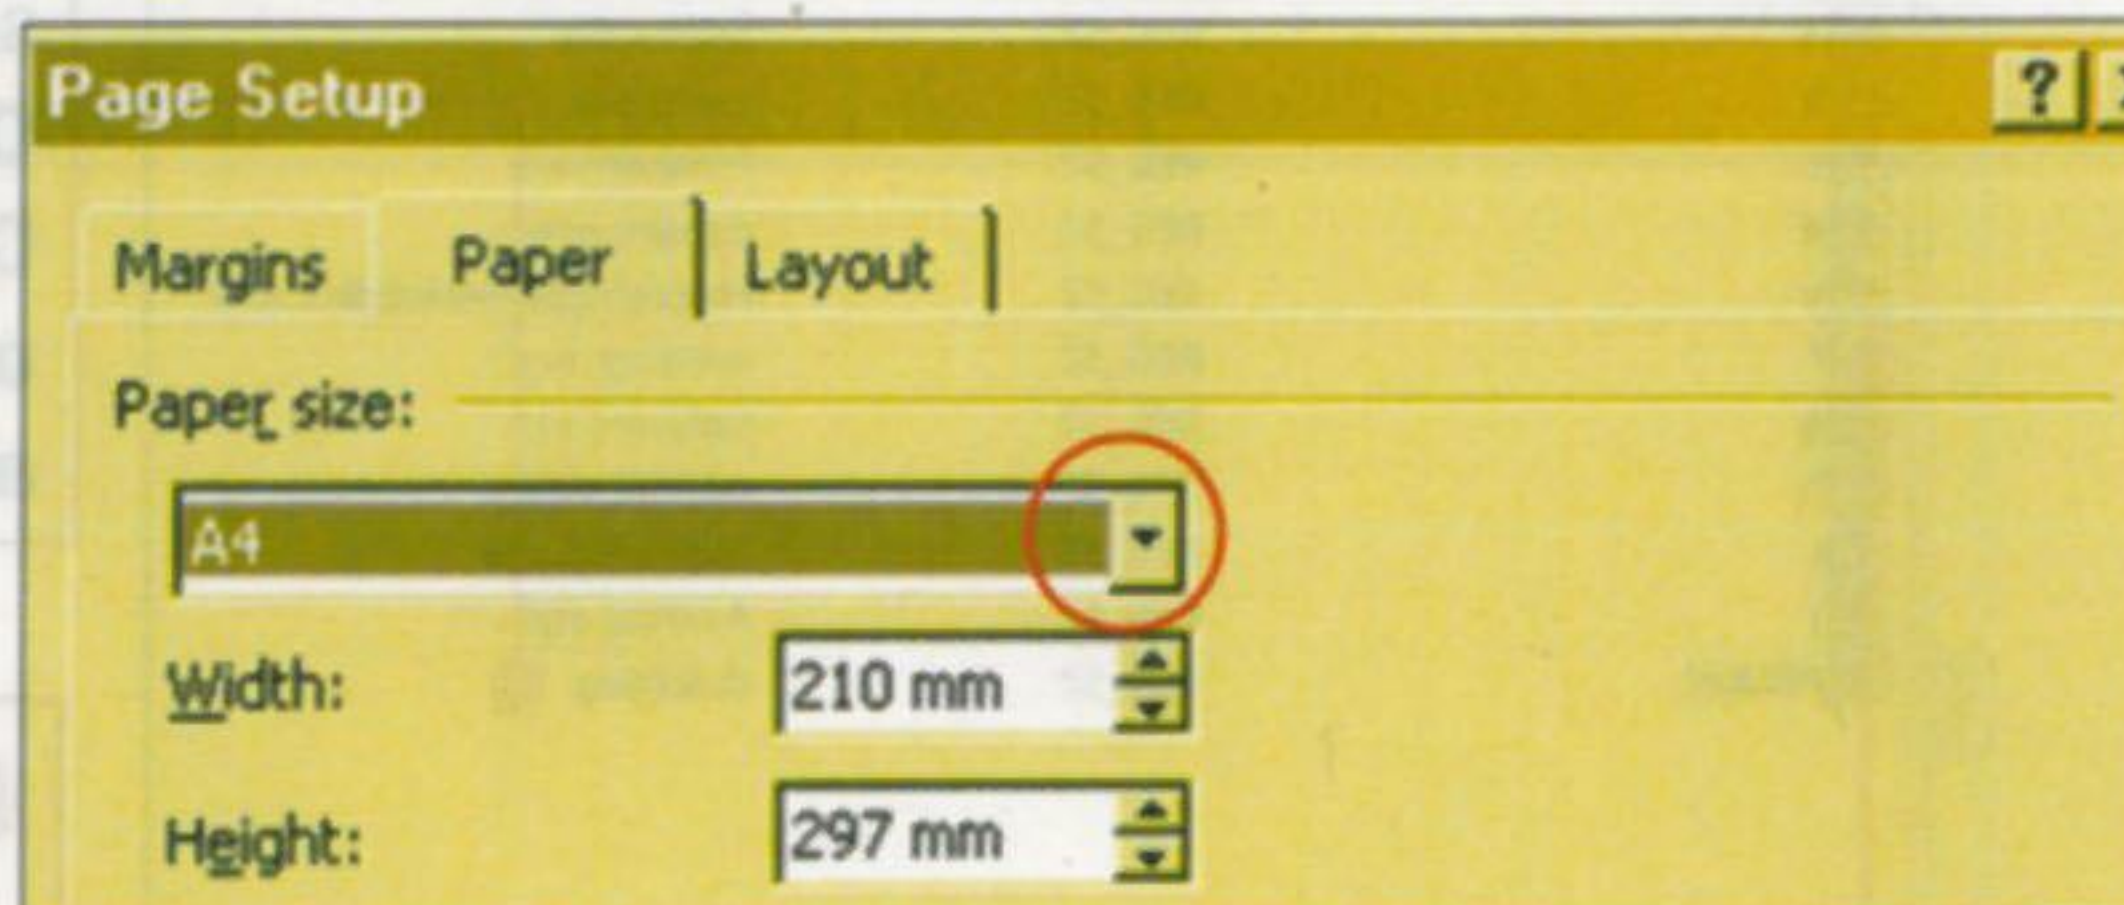 Page Setup ?
Margins Paper Layout
Paper size:
A4
Width: 210 mm
Height: 297 mm